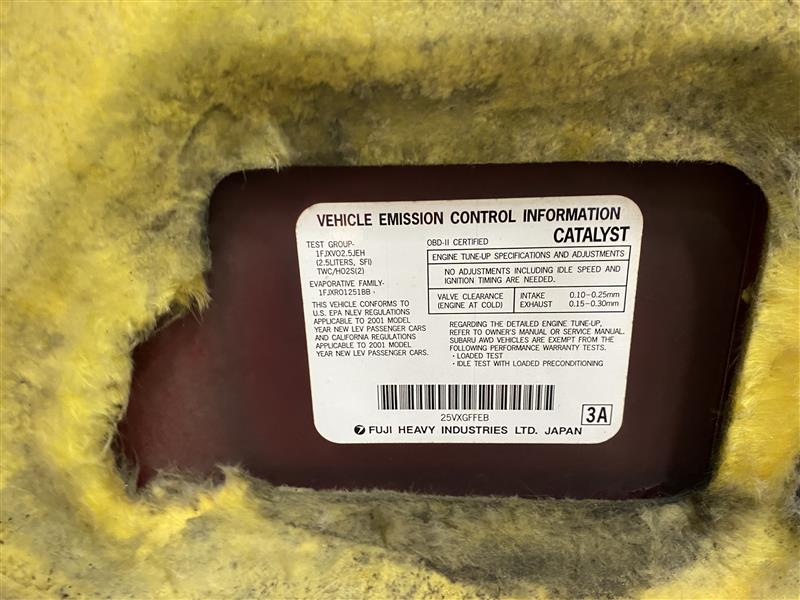 VEHICLE EMISSION CONTROL INFORMATION
CATALYST
TEST GROUP-
1FJXV02.5JEH
(2.5LITERS, SFI)
TWC/HO2S(2)
EVAPORATIVE FAMILY-
1FJXR01251BB
THIS VEHICLE CONFORMS TO
U.S. EPA NLEV REGULATIONS
APPLICABLE TO 2001 MODEL
YEAR NEW LEV PASSENGER CARS
AND CALIFORNIA REGULATIONS
APPLICABLE TO 2001 MODEL
YEAR NEW LEV PASSENGER CARS.
OBD-II CERTIFIED
ENGINE TUNE-UP SPECIFICATIONS AND ADJUSTMENTS
NO ADJUSTMENTS INCLUDING IDLE SPEED AND
IGNITION TIMING ARE NEEDED.
VALVE CLEARANCE INTAKE 0.10-0.25mm
(ENGINE AT COLD) EXHAUST 0.15-0.30mm
REGARDING THE DETAILED ENGINE TUNE-UP,
REFER TO OWNER'S MANUAL OR SERVICE MANUAL.
SUBARU AWD VEHICLES ARE EXEMPT FROM THE
FOLLOWING PERFORMANCE WARRANTY TESTS.
・LOADED TEST
・IDLE TEST WITH LOADED PRECONDITIONING
25VXGFFEB
3A
FUJI HEAVY INDUSTRIES LTD. JAPAN